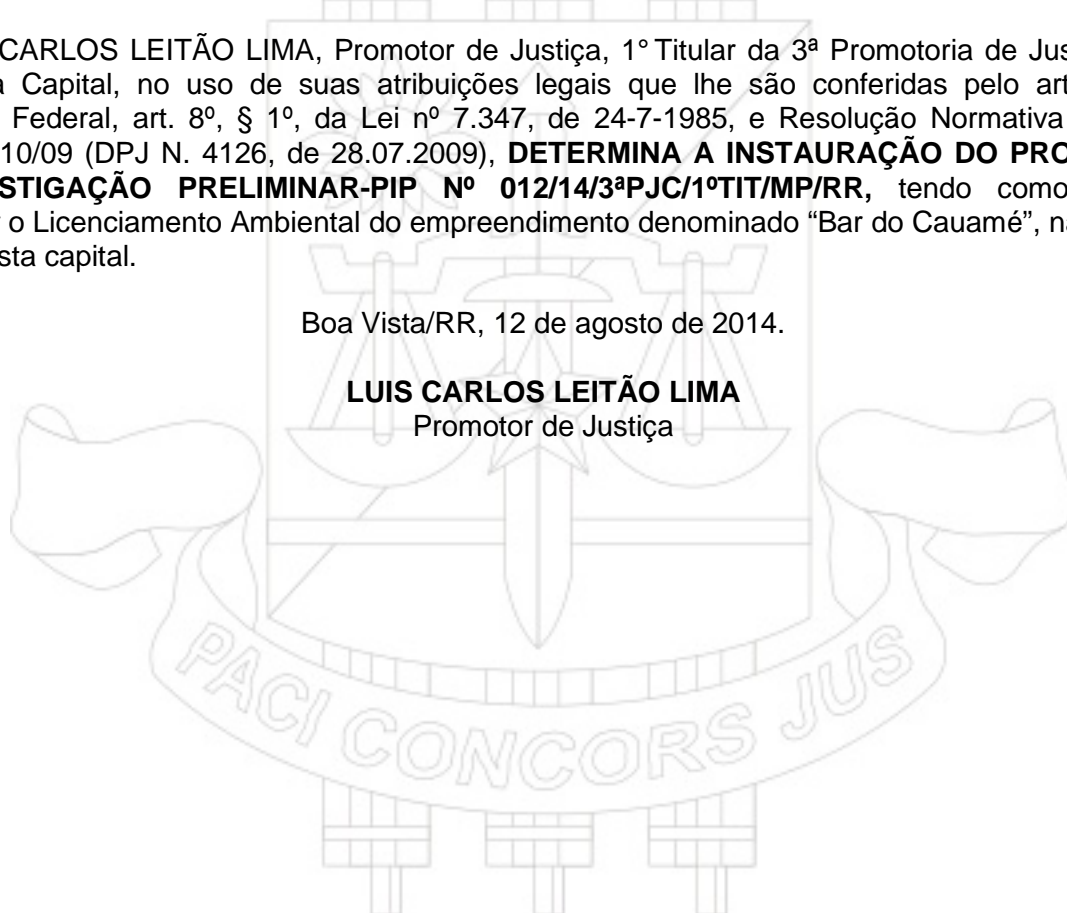 CARLOS LEITÃO LIMA, Promotor de Justiça, 1° Titular da 3ª Promotoria de Jus
a Capital, no uso de suas atribuições legais que lhe são conferidas pelo art
Federal, art. 8º, § 1º, da Lei nº 7.347, de 24-7-1985, e Resolução Normativa
10/09 (DPJ N. 4126, de 28.07.2009), DETERMINA A INSTAURAÇÃO DO PRO
STIGAÇÃO PRELIMINAR-PIP Nº 012/14/3ªPJC/1ºTIT/MP/RR, tendo como
r o Licenciamento Ambiental do empreendimento denominado “Bar do Cauamé”, na
sta capital.
Boa Vista/RR, 12 de agosto de 2014.
LUIS CARLOS LEITÃO LIMA
Promotor de Justiça
PACI CONCORS JUS